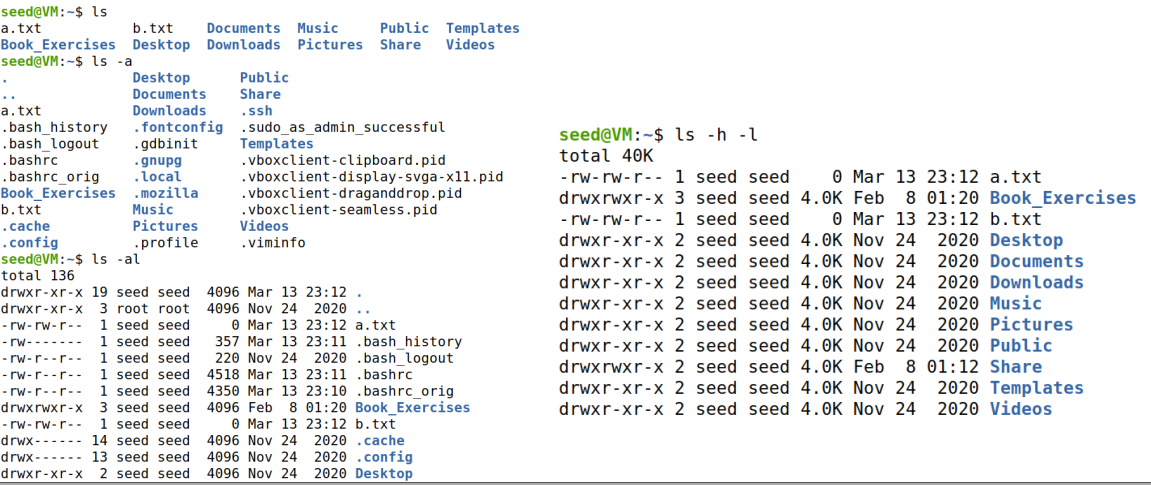 seed@VM:~$ ls
a.txt b.txt Documents Music Public Templates
Book_Exercises Desktop Downloads Pictures Share Videos
seed@VM:~$ ls -a
. Desktop Public
.. Documents Share
a.txt Downloads .ssh
.bash_history .fontconfig .sudo_as_admin_successful
.bash_logout .gdbinit Templates
.bashrc .gnupg .vboxclient-clipboard.pid
.bashrc_orig .local .vboxclient-display-svga-x11.pid
Book_Exercises .mozilla .vboxclient-draganddrop.pid
b.txt Music .vboxclient-seamless.pid
.cache Pictures Videos
.config .profile .viminfo
seed@VM:~$ ls -al
total 136
drwxr-xr-x 19 seed seed 4096 Mar 13 23:12 .
drwxr-xr-x 3 root root 4096 Nov 24 2020 ..
-rw-rw-r-- 1 seed seed 0 Mar 13 23:12 a.txt
-rw------- 1 seed seed 357 Mar 13 23:11 .bash_history
-rw-r--r-- 1 seed seed 220 Nov 24 2020 .bash_logout
-rw-r--r-- 1 seed seed 4518 Mar 13 23:11 .bashrc
-rw-r--r-- 1 seed seed 4350 Mar 13 23:10 .bashrc_orig
drwxrwxr-x 3 seed seed 4096 Feb 8 01:20 Book_Exercises
-rw-rw-r-- 1 seed seed 0 Mar 13 23:12 b.txt
drwx------ 14 seed seed 4096 Nov 24 2020 .cache
drwx------ 13 seed seed 4096 Nov 24 2020 .config
drwxr-xr-x 2 seed seed 4096 Nov 24 2020 Desktop
seed@VM:~$ ls -h -l
total 40K
-rw-rw-r-- 1 seed seed 0 Mar 13 23:12 a.txt
drwxrwxr-x 3 seed seed 4.0K Feb 8 01:20 Book_Exercises
-rw-rw-r-- 1 seed seed 0 Mar 13 23:12 b.txt
drwxr-xr-x 2 seed seed 4.0K Nov 24 2020 Desktop
drwxr-xr-x 2 seed seed 4.0K Nov 24 2020 Documents
drwxr-xr-x 2 seed seed 4.0K Nov 24 2020 Downloads
drwxr-xr-x 2 seed seed 4.0K Nov 24 2020 Music
drwxr-xr-x 2 seed seed 4.0K Nov 24 2020 Pictures
drwxr-xr-x 2 seed seed 4.0K Nov 24 2020 Public
drwxrwxr-x 2 seed seed 4.0K Feb 8 01:12 Share
drwxr-xr-x 2 seed seed 4.0K Nov 24 2020 Templates
drwxr-xr-x 2 seed seed 4.0K Nov 24 2020 Videos